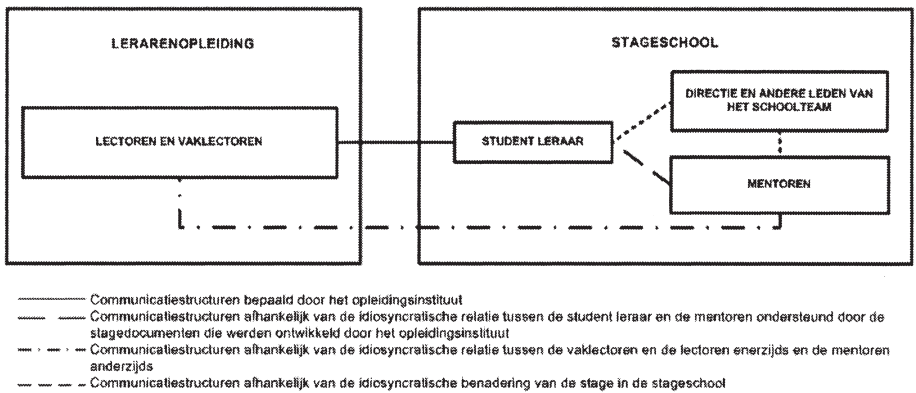 LERARENOPLEIDING
STAGESCHOOL
DIRECTIE EN ANDERE LEDEN VAN
HET SCHOOLTEAM
LECTOREN EN VAKLECTOREN
STUDENT LERAAR
MENTOREN
Communicatiestructuren bepaald door het opleidingsinstituut
Communicatiestructuren afhankelijk van de idiosyncratische relatie tussen de student leraar en de mentoren ondersteund door de
stagedocumenten die werden ontwikkeld door het opleidingsinstituut
Communicatiestructuren afhankelijk van de idiosyncratische relatie tussen de vaklectoren en de lectoren enerzijds en de mentoren
anderzijds
Communicatiestructuren afhankelijk van de idiosyncratische benadering van de stage in de stageschool